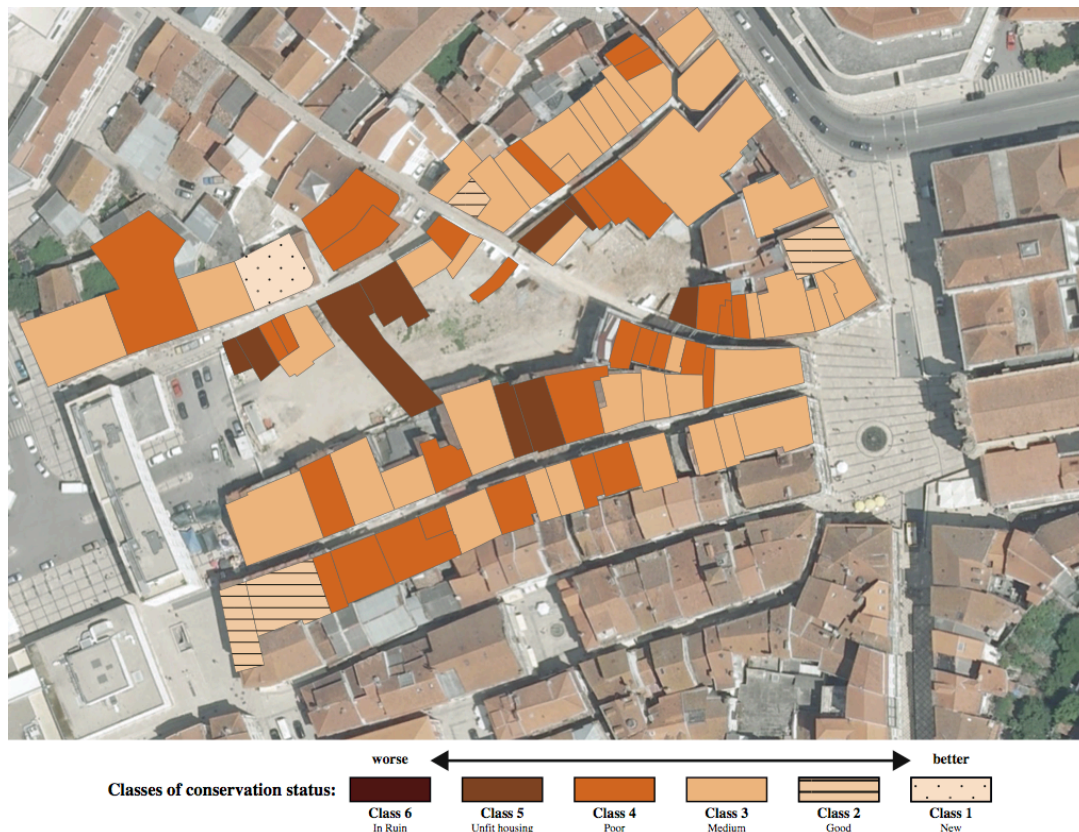 worse better
Classes of conservation status:
Class 6 Class 5 Class 4 Class 3 Class 2 Class 1
In Ruin Unfit housing Poor Medium Good New